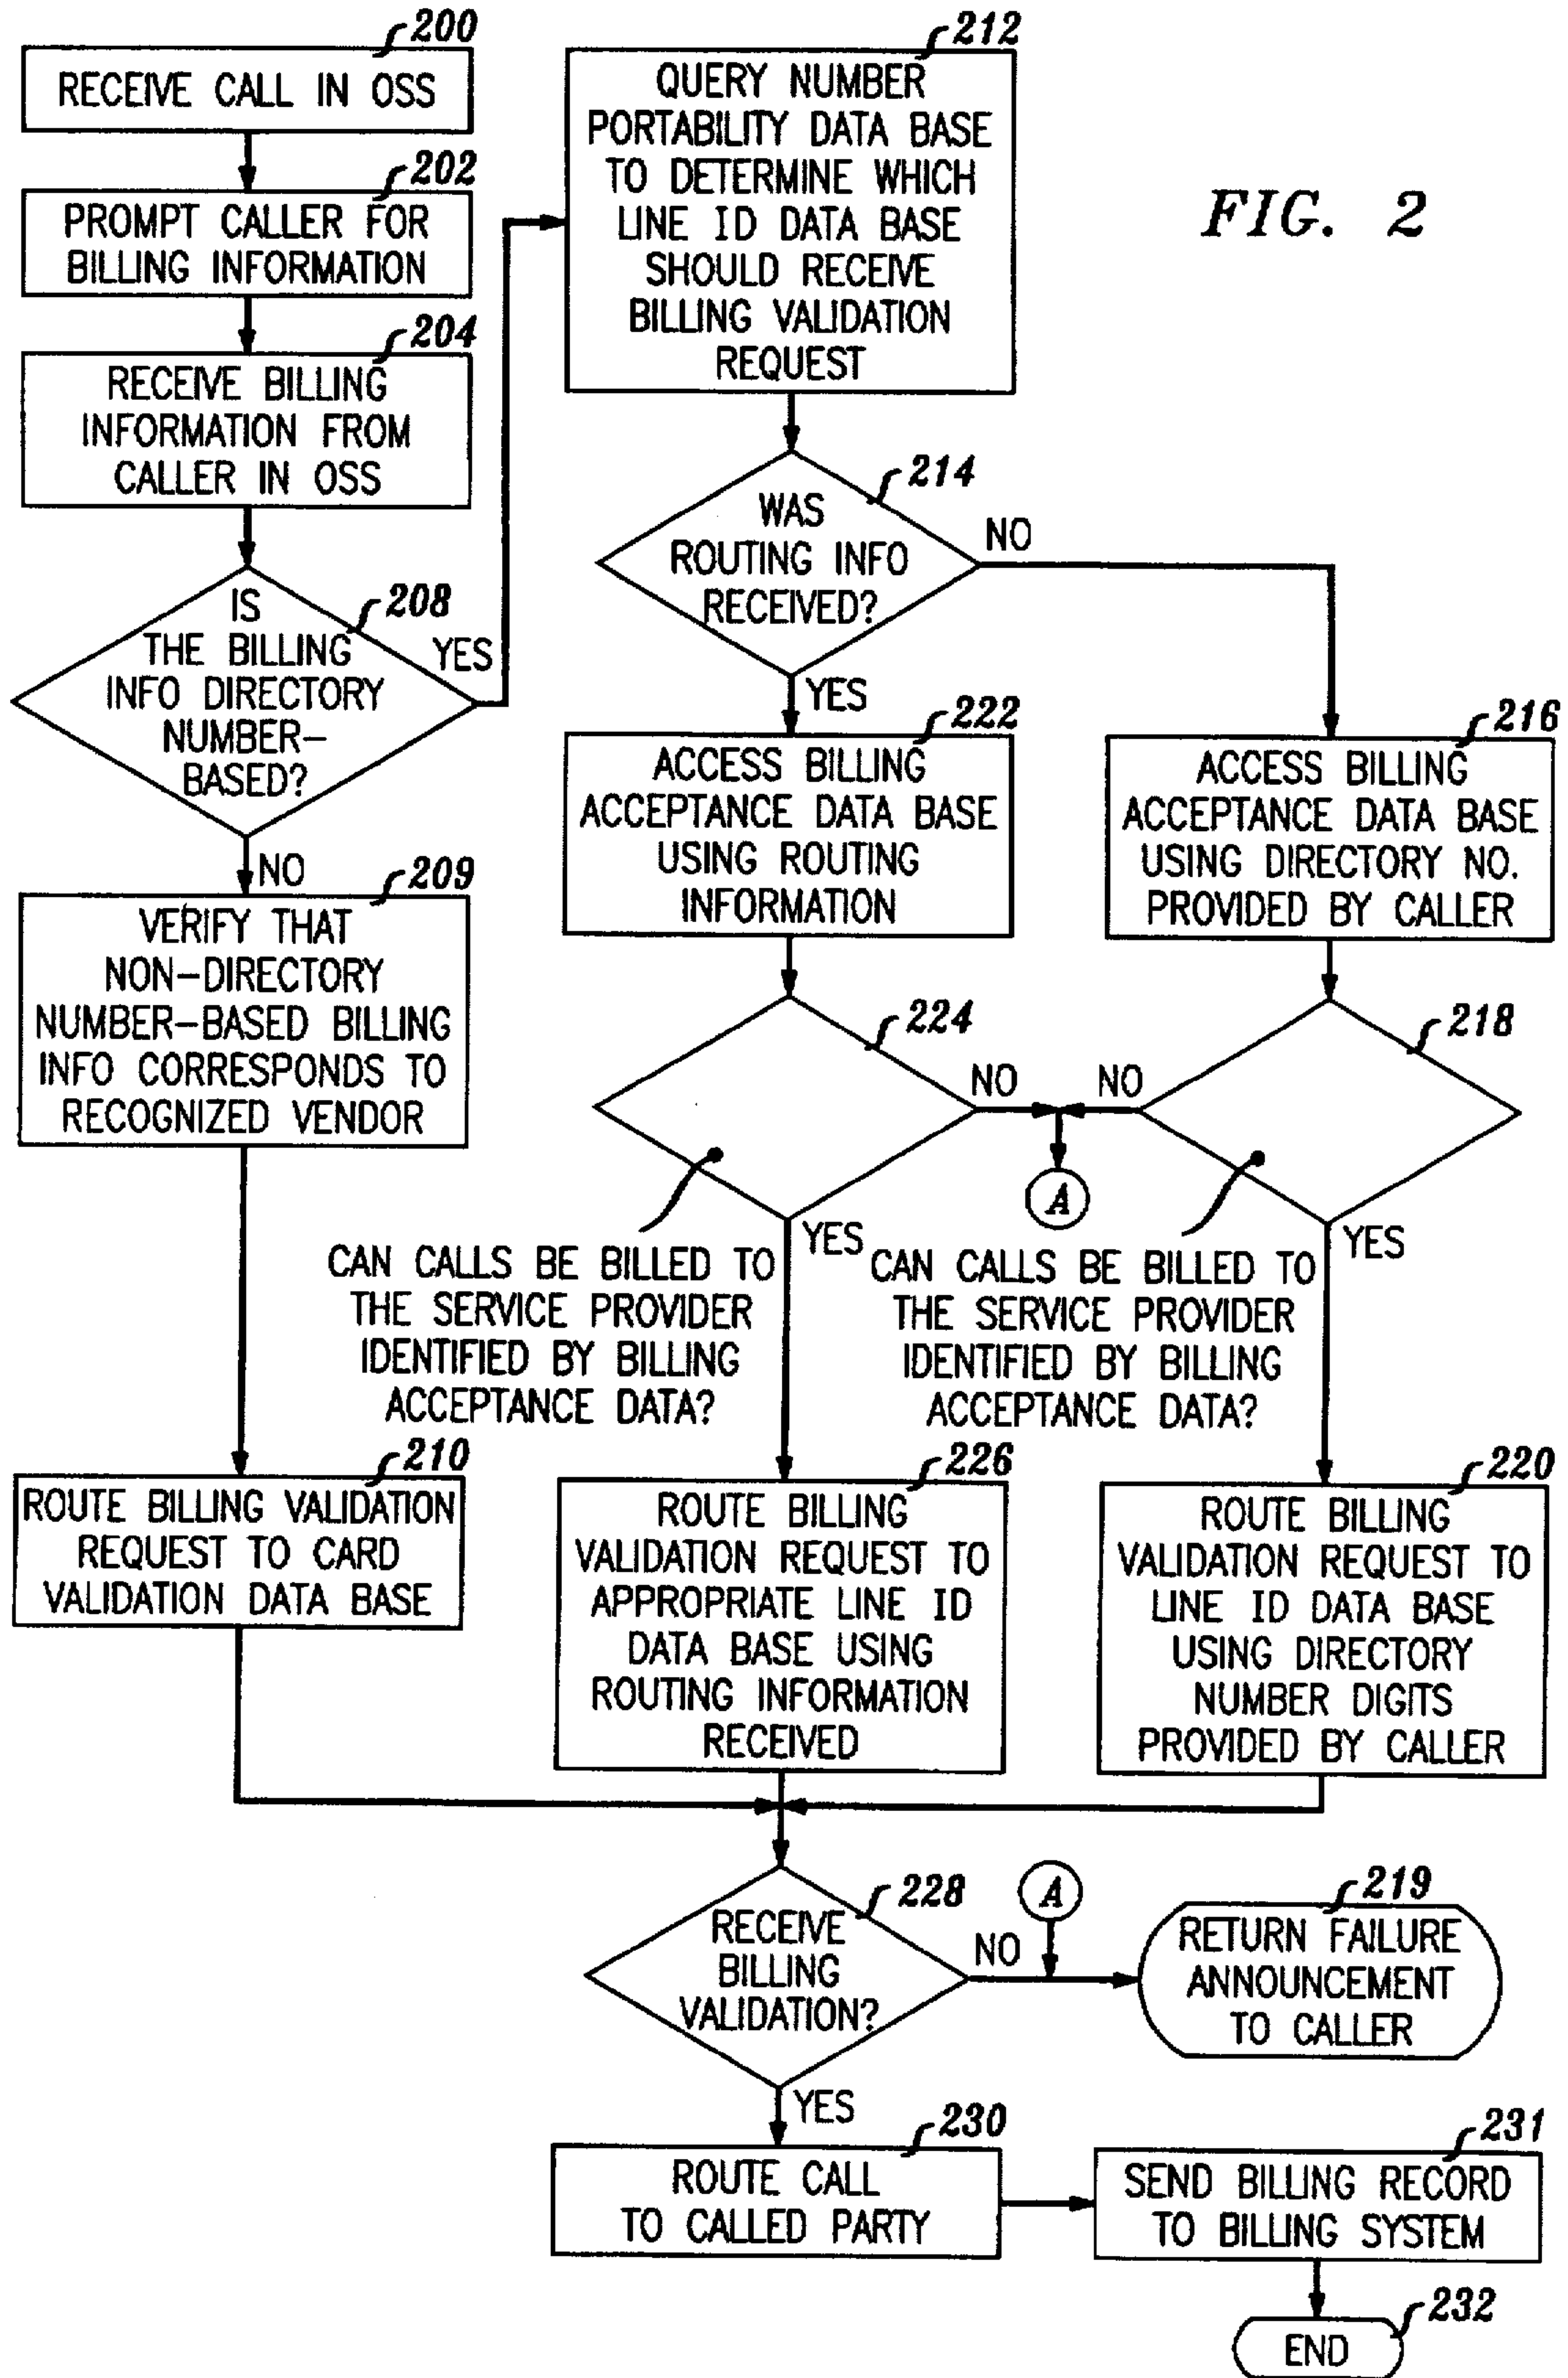 200
RECEIVE CALL IN OSS
202
PROMPT CALLER FOR
BILLING INFORMATION
204
RECEIVE BILLING
INFORMATION FROM
CALLER IN OSS
208
IS
THE BILLING
INFO DIRECTORY
NUMBER-
BASED?
YES
NO
209
VERIFY THAT
NON-DIRECTORY
NUMBER-BASED BILLING
INFO CORRESPONDS TO
RECOGNIZED VENDOR
210
ROUTE BILLING VALIDATION
REQUEST TO CARD
VALIDATION DATA BASE
212
QUERY NUMBER
PORTABILITY DATA BASE
TO DETERMINE WHICH
LINE ID DATA BASE
SHOULD RECEIVE
BILLING VALIDATION
REQUEST
FIG. 2
214
WAS
ROUTING INFO
RECEIVED?
NO
YES
222
ACCESS BILLING
ACCEPTANCE DATA BASE
USING ROUTING
INFORMATION
216
ACCESS BILLING
ACCEPTANCE DATA BASE
USING DIRECTORY NO.
PROVIDED BY CALLER
224
NO
218
NO
A
YES
CAN CALLS BE BILLED TO
THE SERVICE PROVIDER
IDENTIFIED BY BILLING
ACCEPTANCE DATA?
YES
CAN CALLS BE BILLED TO
THE SERVICE PROVIDER
IDENTIFIED BY BILLING
ACCEPTANCE DATA?
226
ROUTE BILLING
VALIDATION REQUEST TO
APPROPRIATE LINE ID
DATA BASE USING
ROUTING INFORMATION
RECEIVED
220
ROUTE BILLING
VALIDATION REQUEST TO
LINE ID DATA BASE
USING DIRECTORY
NUMBER DIGITS
PROVIDED BY CALLER
228
RECEIVE
BILLING
VALIDATION?
NO
A
219
RETURN FAILURE
ANNOUNCEMENT
TO CALLER
YES
230
ROUTE CALL
TO CALLED PARTY
231
SEND BILLING RECORD
TO BILLING SYSTEM
232
END